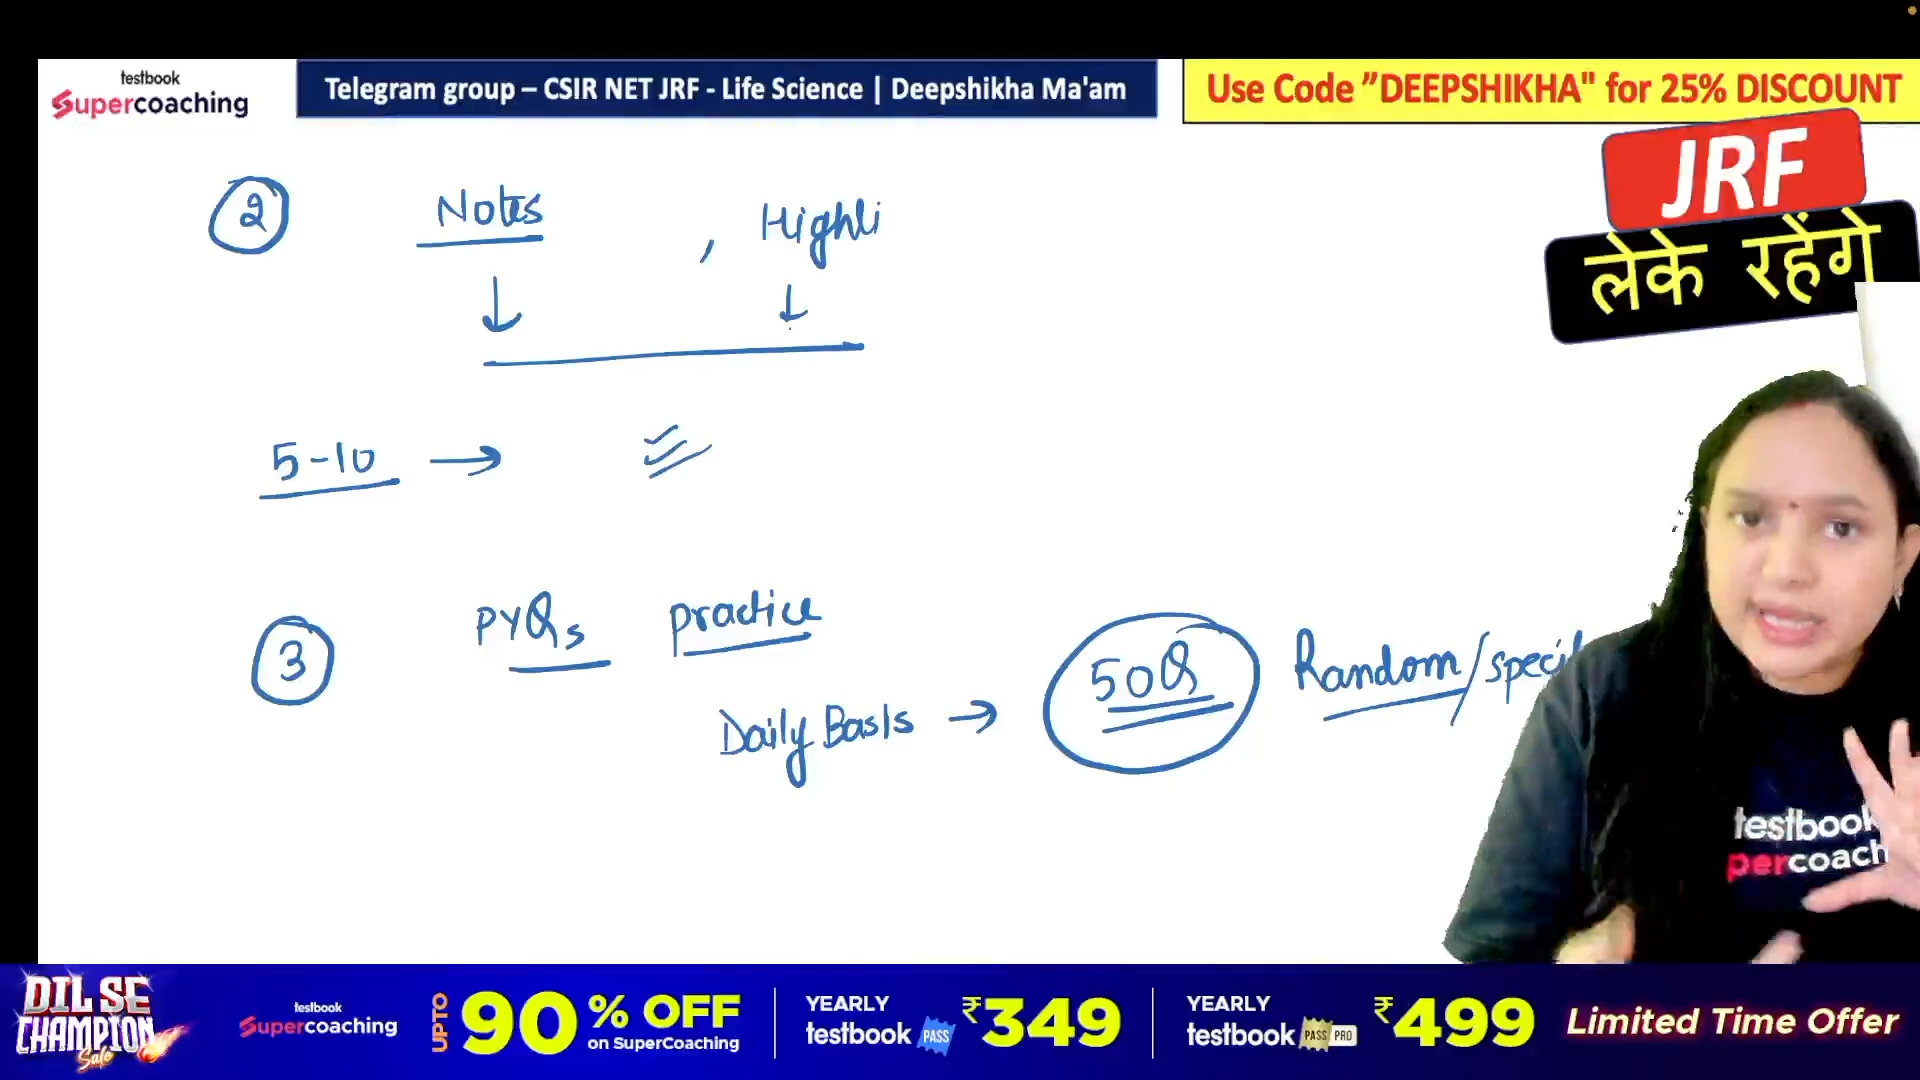 testbook
Supercoaching
Telegram group – CSIR NET JRF - Life Science | Deepshikha Ma'am
Use Code ”DEEPSHIKHA" for 25% DISCOUNT
JRF
लेके रहेंगे
2
Notes , Highli
5-10
3
PYQs practice
Daily Basis → 50Q Random/specif
testbook
percoach
DIL SE
CHAMPION
Sale
testbook
Supercoaching
UPTO 90% OFF
on SuperCoaching
YEARLY
testbook PASS ₹349
YEARLY
testbook PASS PRO ₹499
Limited Time Offer